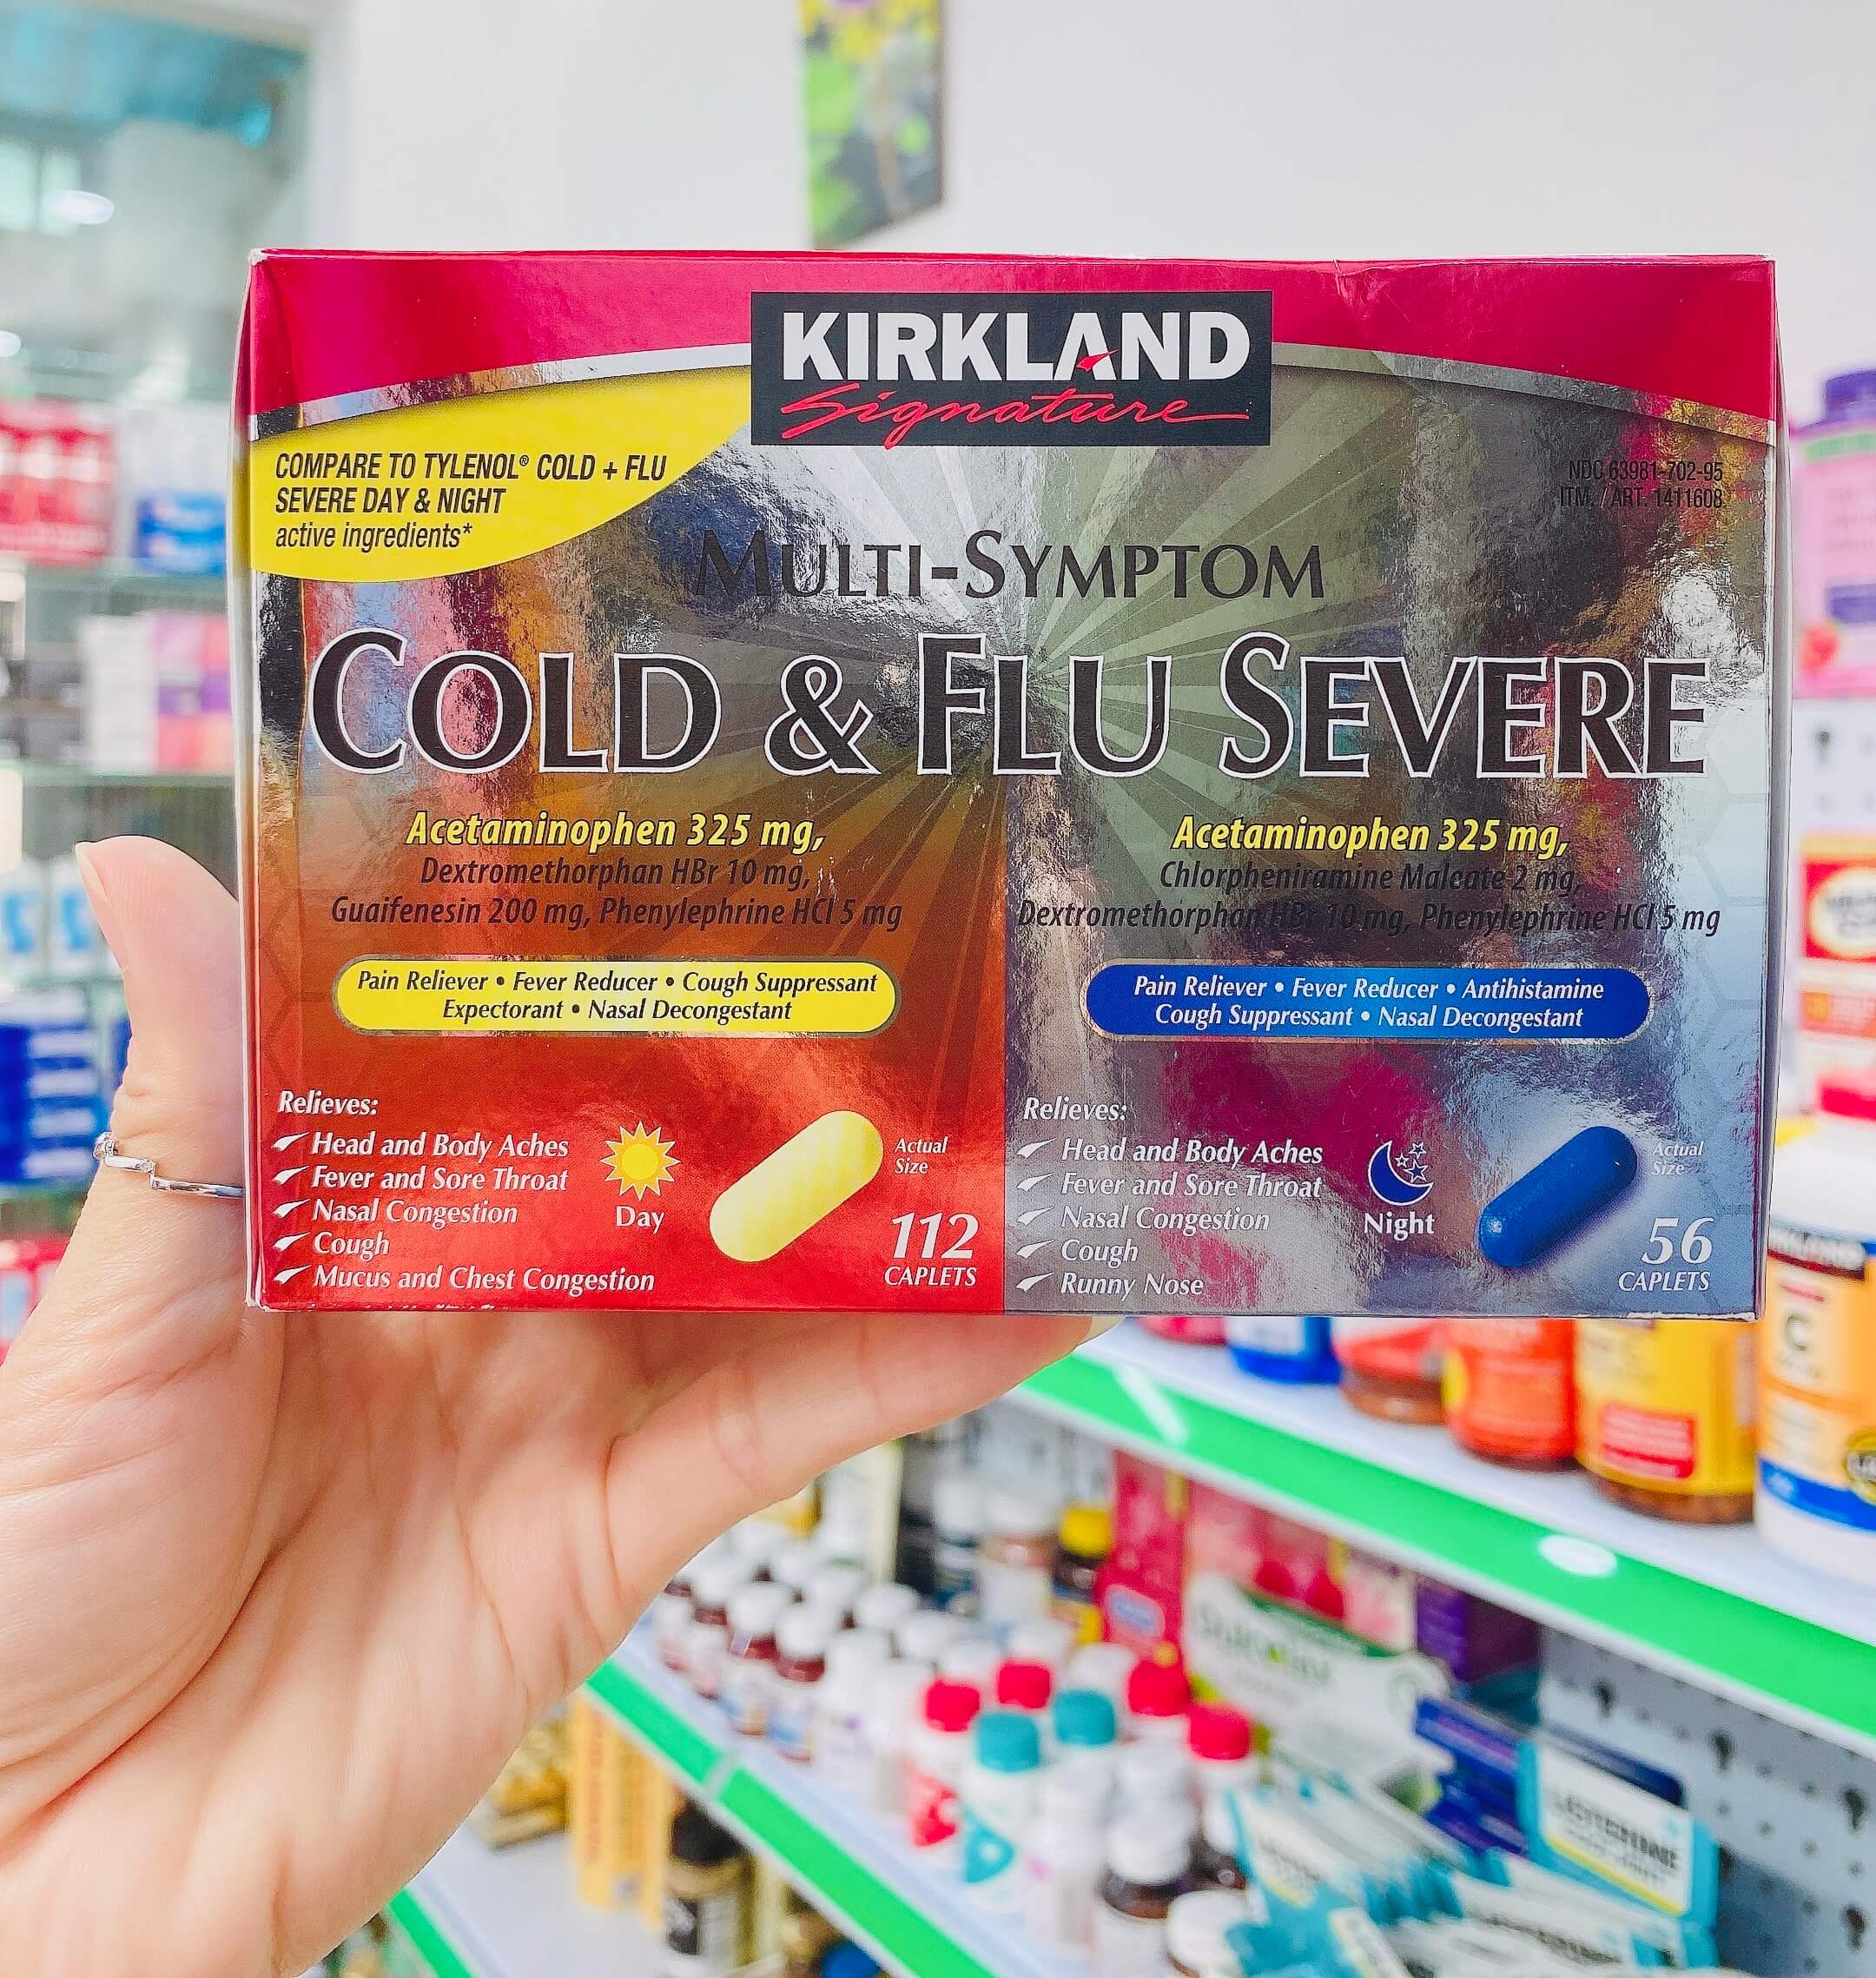 KIRKLAND
Signature
COMPARE TO TYLENOL® COLD + FLU
SEVERE DAY & NIGHT
active ingredients*
NDC 63981-702-95
ITM. / ART. 1411608
MULTI-SYMPTOM
COLD & FLU SEVERE
Acetaminophen 325 mg,
Dextromethorphan HBr 10 mg,
Guaifenesin 200 mg, Phenylephrine HCl 5 mg
Pain Reliever • Fever Reducer • Cough Suppressant
Expectorant • Nasal Decongestant
Relieves:
Head and Body Aches
Fever and Sore Throat
Nasal Congestion
Cough
Mucus and Chest Congestion
Day
Actual
Size
112
CAPLETS
Acetaminophen 325 mg,
Chlorpheniramine Maleate 2 mg,
Dextromethorphan HBr 10 mg, Phenylephrine HCl 5 mg
Pain Reliever • Fever Reducer • Antihistamine
Cough Suppressant • Nasal Decongestant
Relieves:
Head and Body Aches
Fever and Sore Throat
Nasal Congestion
Cough
Runny Nose
Night
Actual
Size
56
CAPLETS
C
LISTERINE